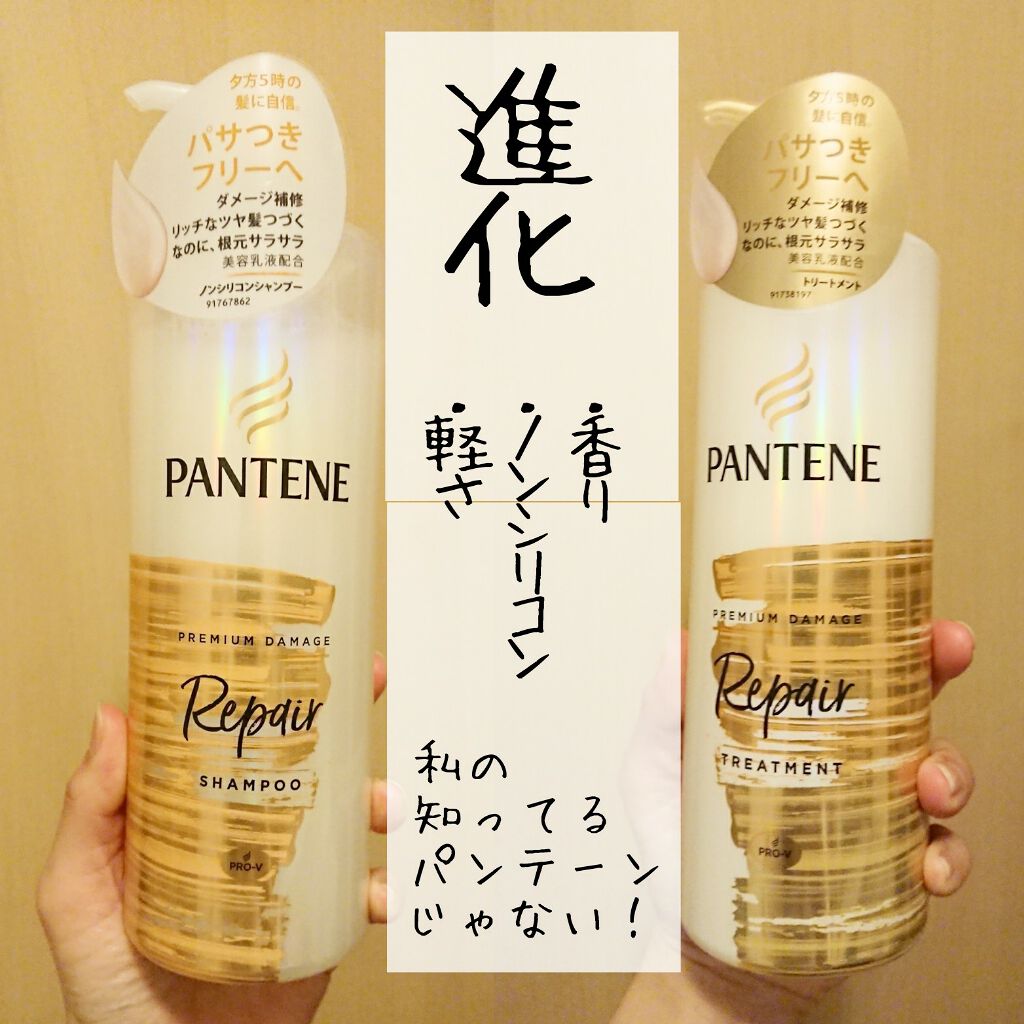 夕方5時の
髪に自信。
パサつき
フリーへ
ダメージ補修
リッチなツヤ髪つづく
なのに、根元サラサラ
美容乳液配合
ノンシリコンシャンプー
91767862
PANTENE
PREMIUM DAMAGE
Repair
SHAMPOO
PRO-V
進化
・香り
・ノンシリコン
・軽さ
私の
知ってる
パンテーン
じゃない!
夕方5時の
髪に自信。
パサつき
フリーへ
ダメージ補修
リッチなツヤ髪つづく
なのに、根元サラサラ
美容乳液配合
トリートメント
91738197
PANTENE
PREMIUM DAMAGE
Repair
TREATMENT
PRO-V